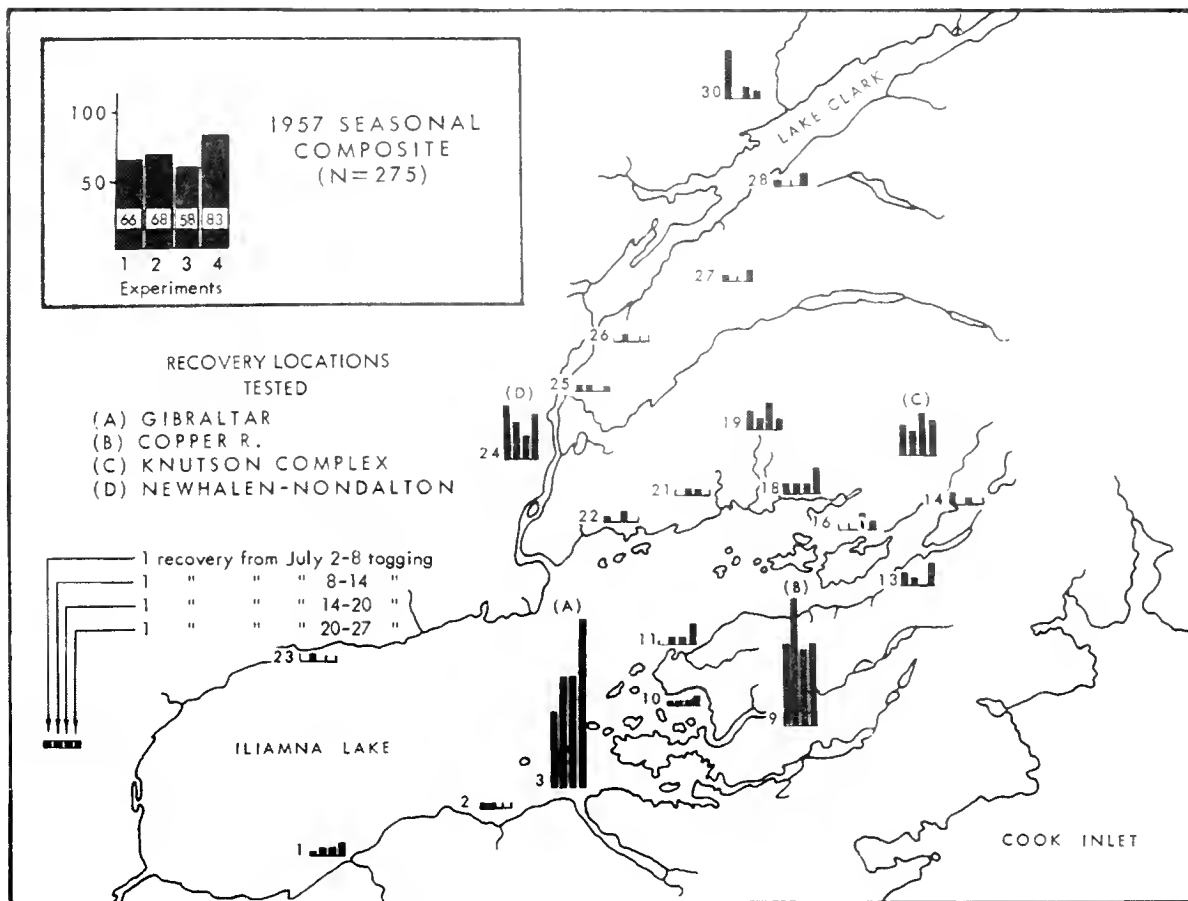 100
50
66 68 58 83
1 2 3 4
Experiments
1957 SEASONAL
COMPOSITE
(N=275)
RECOVERY LOCATIONS
TESTED
(A) GIBRALTAR
(B) COPPER R.
(C) KNUTSON COMPLEX
(D) NEWHALEN-NONDALTON
1 recovery from July 2-8 togging
1 " " " 8-14 "
1 " " " 14-20 "
1 " " " 20-27 "
30
LAKE CLARK
28
27
26
25
(D)
24
19
(C)
21
18
14
22
16
13
(B)
(A)
11
23
10
9
ILIAMNA LAKE
3
2
1
COOK INLET